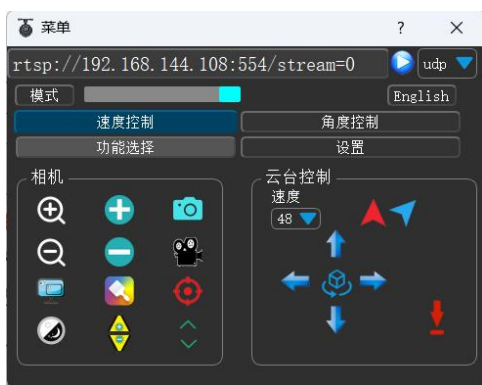 菜单 ?
rtsp://192.168.144.108:554/stream=0 udp
模式 English
速度控制 角度控制
功能选择 设置
相机 云台控制
速度
48